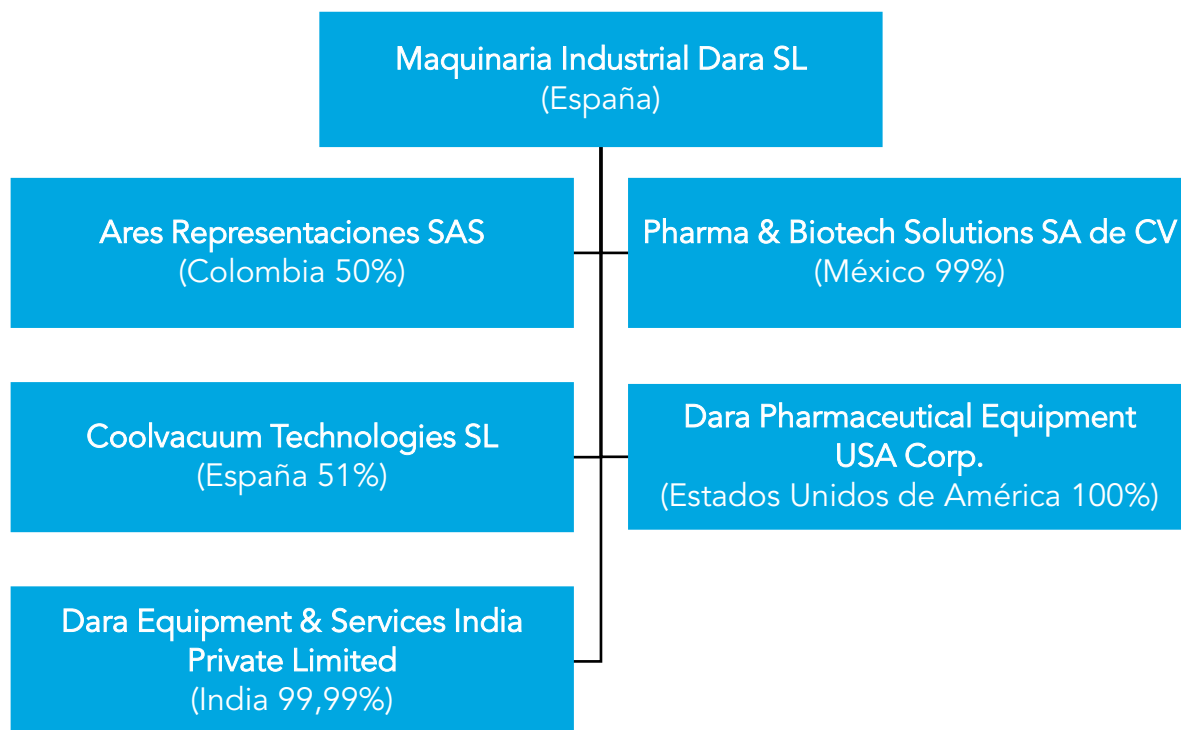 Maquinaria Industrial Dara SL
(España)
Ares Representaciones SAS
(Colombia 50%)
Pharma & Biotech Solutions SA de CV
(México 99%)
Coolvacuum Technologies SL
(España 51%)
Dara Pharmaceutical Equipment
USA Corp.
(Estados Unidos de América 100%)
Dara Equipment & Services India
Private Limited
(India 99,99%)